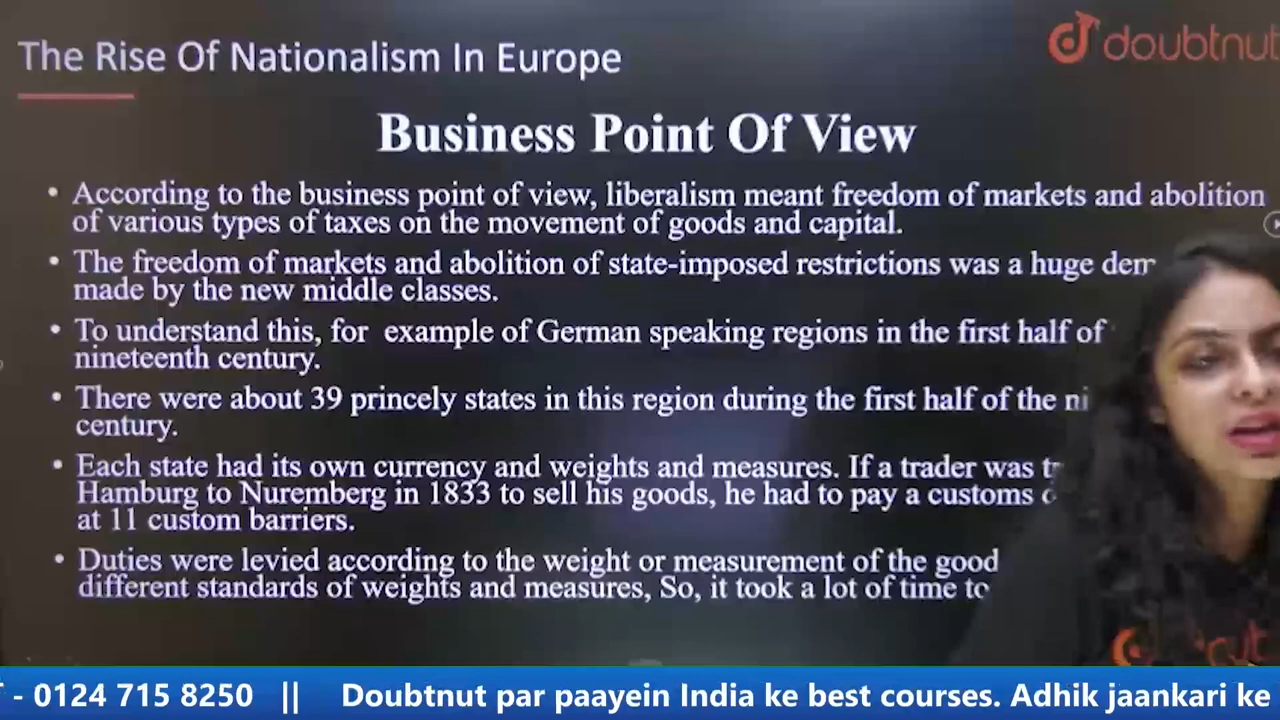 The Rise Of Nationalism In Europe
doubtnut
Business Point Of View
• According to the business point of view, liberalism meant freedom of markets and abolition
of various types of taxes on the movement of goods and capital.
• The freedom of markets and abolition of state-imposed restrictions was a huge dem
made by the new middle classes.
• To understand this, for example of German speaking regions in the first half of
nineteenth century.
• There were about 39 princely states in this region during the first half of the ni
century.
• Each state had its own currency and weights and measures. If a trader was tr
Hamburg to Nuremberg in 1833 to sell his goods, he had to pay a customs
at 11 custom barriers.
• Duties were levied according to the weight or measurement of the good
different standards of weights and measures, So, it took a lot of time to
- 0124 715 8250 || Doubtnut par paayein India ke best courses. Adhik jaankari ke